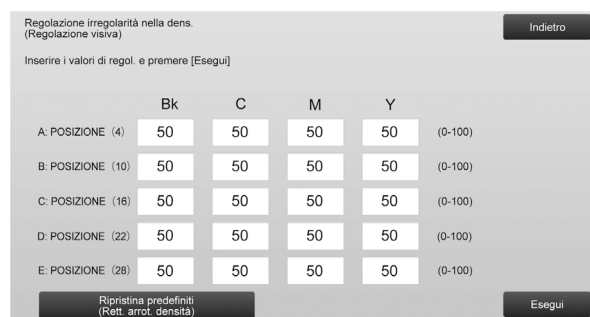 Regolazione irregolarità nella dens.
(Regolazione visiva)
Indietro
Inserire i valori di regol. e premere [Esegui]
Bk C M Y
A: POSIZIONE (4) 50 50 50 50 (0-100)
B: POSIZIONE (10) 50 50 50 50 (0-100)
C: POSIZIONE (16) 50 50 50 50 (0-100)
D: POSIZIONE (22) 50 50 50 50 (0-100)
E: POSIZIONE (28) 50 50 50 50 (0-100)
Ripristina predefiniti
(Rett. arrot. densità)
Esegui